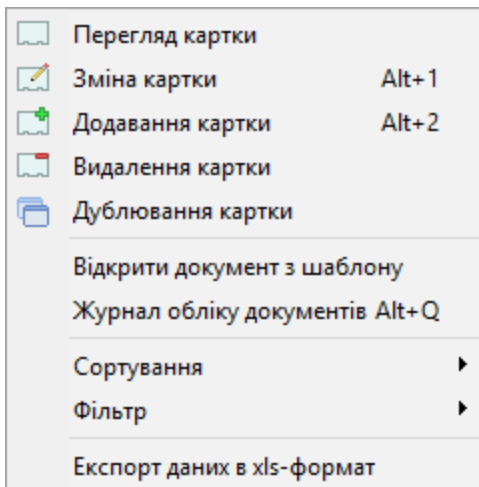 Перегляд картки
Зміна картки Alt+1
Додавання картки Alt+2
Видалення картки
Дублювання картки
Відкрити документ з шаблону
Журнал обліку документів Alt+Q
Сортування
Фільтр
Експорт даних в xls-формат